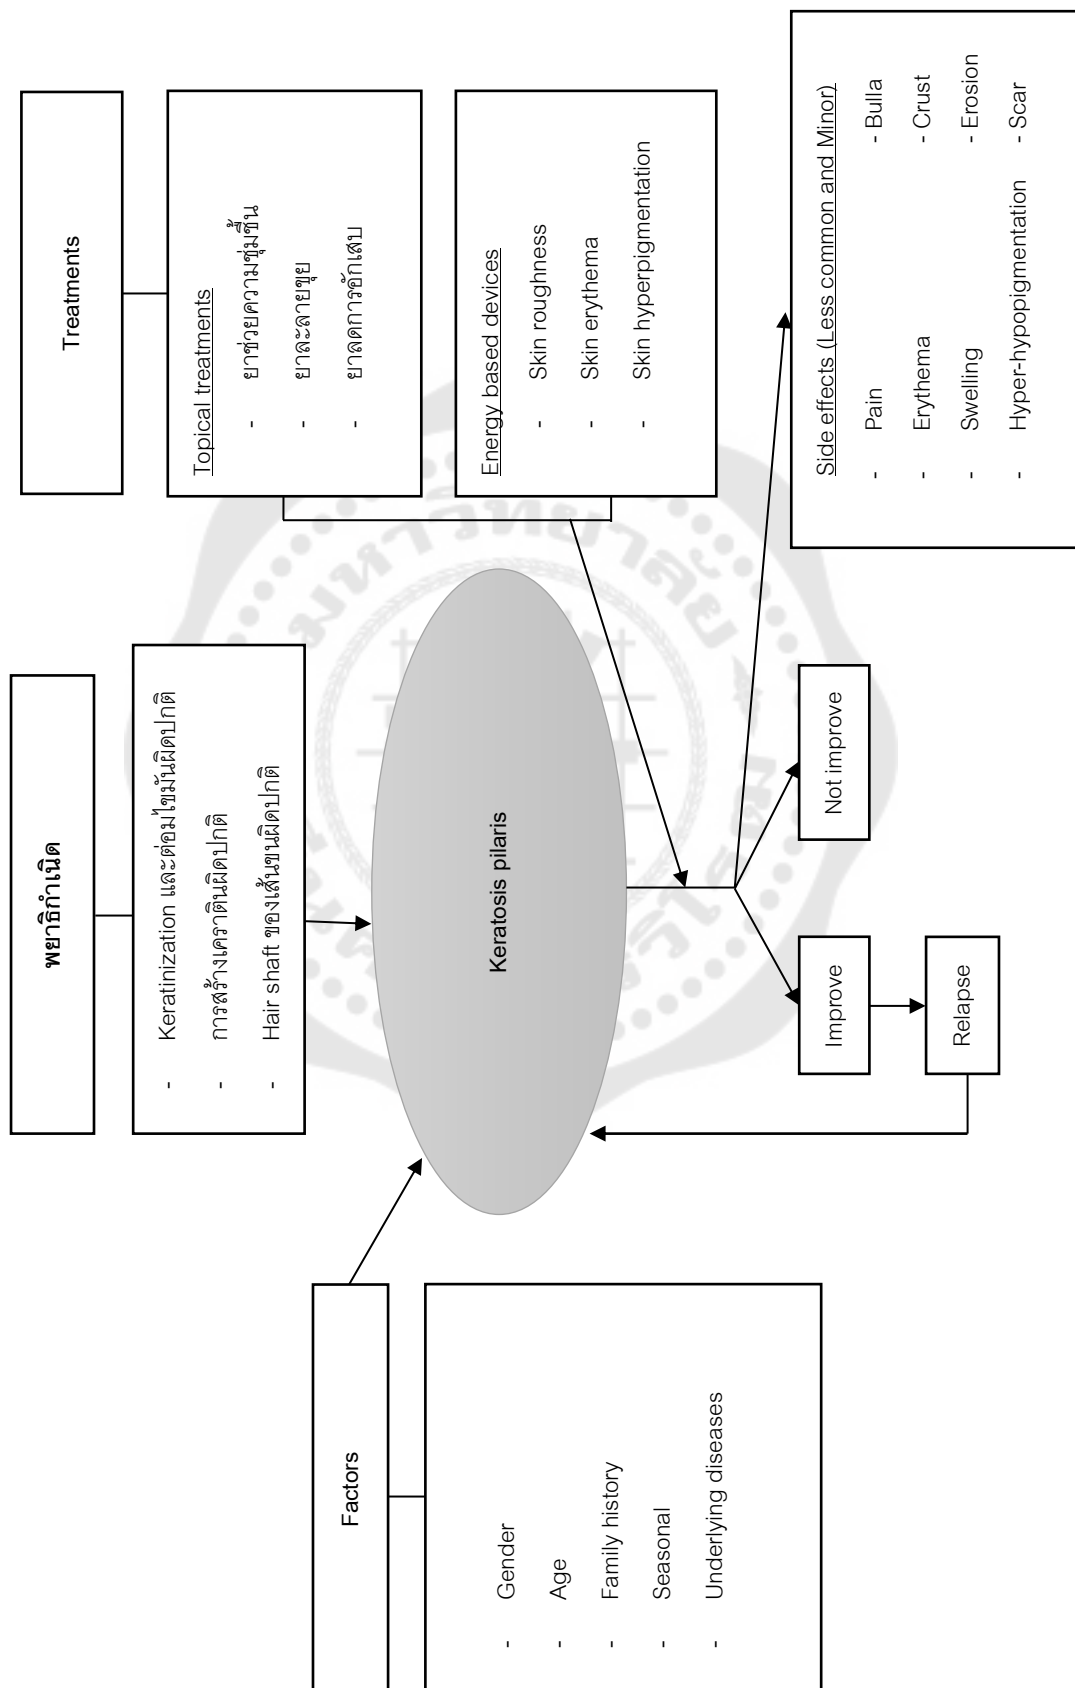 Factors
- Gender
- Age
- Family history
- Seasonal
- Underlying diseases
พยาธิกำเนิด
- Keratinization และต่อมไขมันผิดปกติ
- การสร้างเคราตินผิดปกติ
- Hair shaft ของเส้นขนผิดปกติ
Treatments
Topical treatments
- ยาช่วยความชุ่มชื้น
- ยาละลายขุย
- ยาลดการอักเสบ
Energy based devices
- Skin roughness
- Skin erythema
- Skin hyperpigmentation
Keratosis pilaris
Improve
Not improve
Relapse
Side effects (Less common and Minor)
- Pain - Bulla
- Erythema - Crust
- Swelling - Erosion
- Hyper-hypopigmentation - Scar